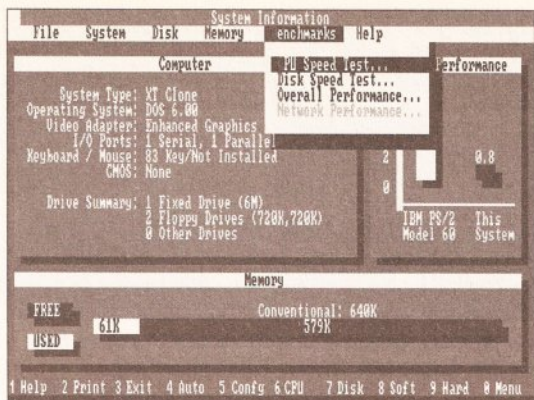 System Information
File System Disk Memory enchmarks Help
Computer
System Type: XT Clone
Operating System: DOS 6.00
Video Adapter: Enhanced Graphics
I/O Ports: 1 Serial, 1 Parallel
Keyboard / Mouse: 83 Key/Not Installed
CMOS: None
Drive Summary: 1 Fixed Drive (6M)
2 Floppy Drives (720K,720K)
0 Other Drives
PU Speed Test...
Disk Speed Test...
Overall Performance...
Network Performance...
erformance
2
0.8
0
IBM PS/2 This
Model 60 System
Memory
FREE
Conventional: 640K
61K 579K
USED
1 Help 2 Print 3 Exit 4 Auto 5 Confg 6 CPU 7 Disk 8 Soft 9 Hard 0 Menu